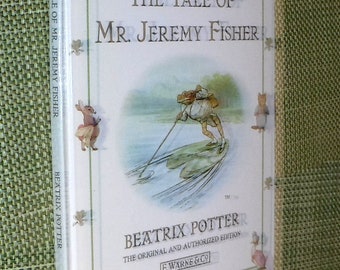 THE TALE OF
MR. JEREMY FISHER
BEATRIX POTTER
THE ORIGINAL AND AUTHORIZED EDITION
F. WARNE & Co
TALE OF MR. JEREMY FISHER
BEATRIX POTTER